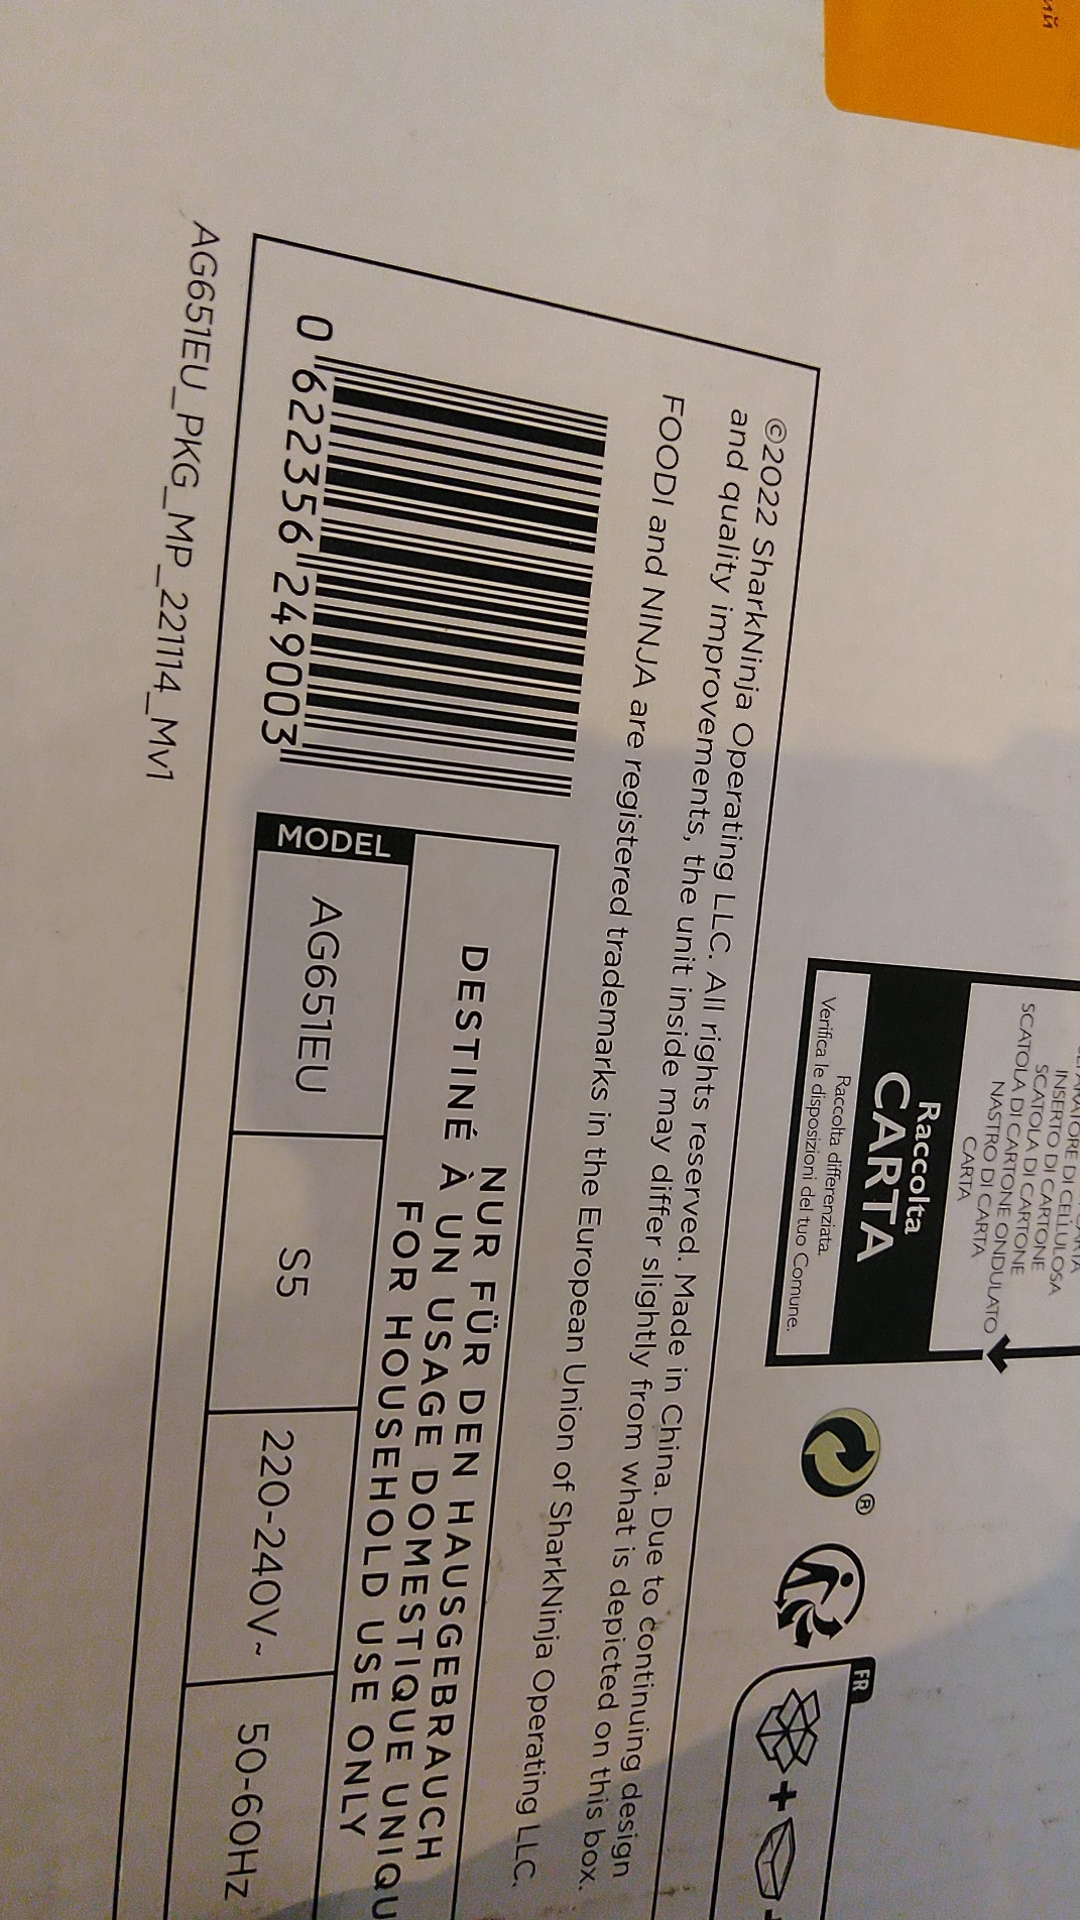 ий
INSERTO DI CELLULOSA
SCATOLA DI CARTONE
SCATOLA DI CARTONE ONDULATO
NASTRO DI CARTA
CARTA
Raccolta
CARTA
Raccolta differenziata.
Verifica le disposizioni del tuo Comune.
®
FR
©2022 SharkNinja Operating LLC. All rights reserved. Made in China. Due to continuing design
and quality improvements, the unit inside may differ slightly from what is depicted on this box.
FOODI and NINJA are registered trademarks in the European Union of SharkNinja Operating LLC.
0 622356 249003
NUR FÜR DEN HAUSGEBRAUCH
DESTINÉ À UN USAGE DOMESTIQUE UNIQU
FOR HOUSEHOLD USE ONLY
MODEL
AG651EU
S5
220-240V~
50-60Hz
AG651EU_PKG_MP_221114_Mv1